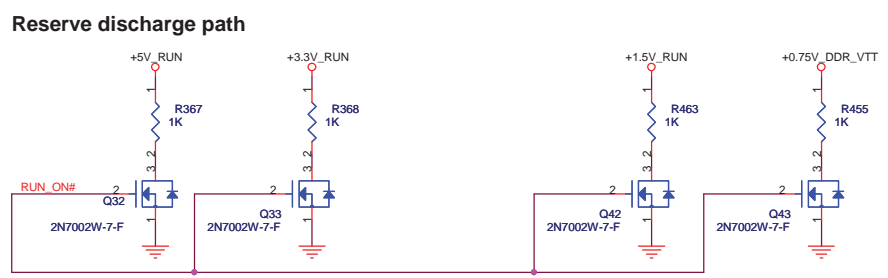 Reserve discharge path
+5V_RUN
+3.3V_RUN
+1.5V_RUN
+0.75V_DDR_VTT
1
1
1
1
R367
1K
R368
1K
R463
1K
R455
1K
2
2
2
2
3
3
3
3
RUN_ON#
2
2
2
2
Q32
Q33
Q42
Q43
1
1
1
1
2N7002W-7-F
2N7002W-7-F
2N7002W-7-F
2N7002W-7-F